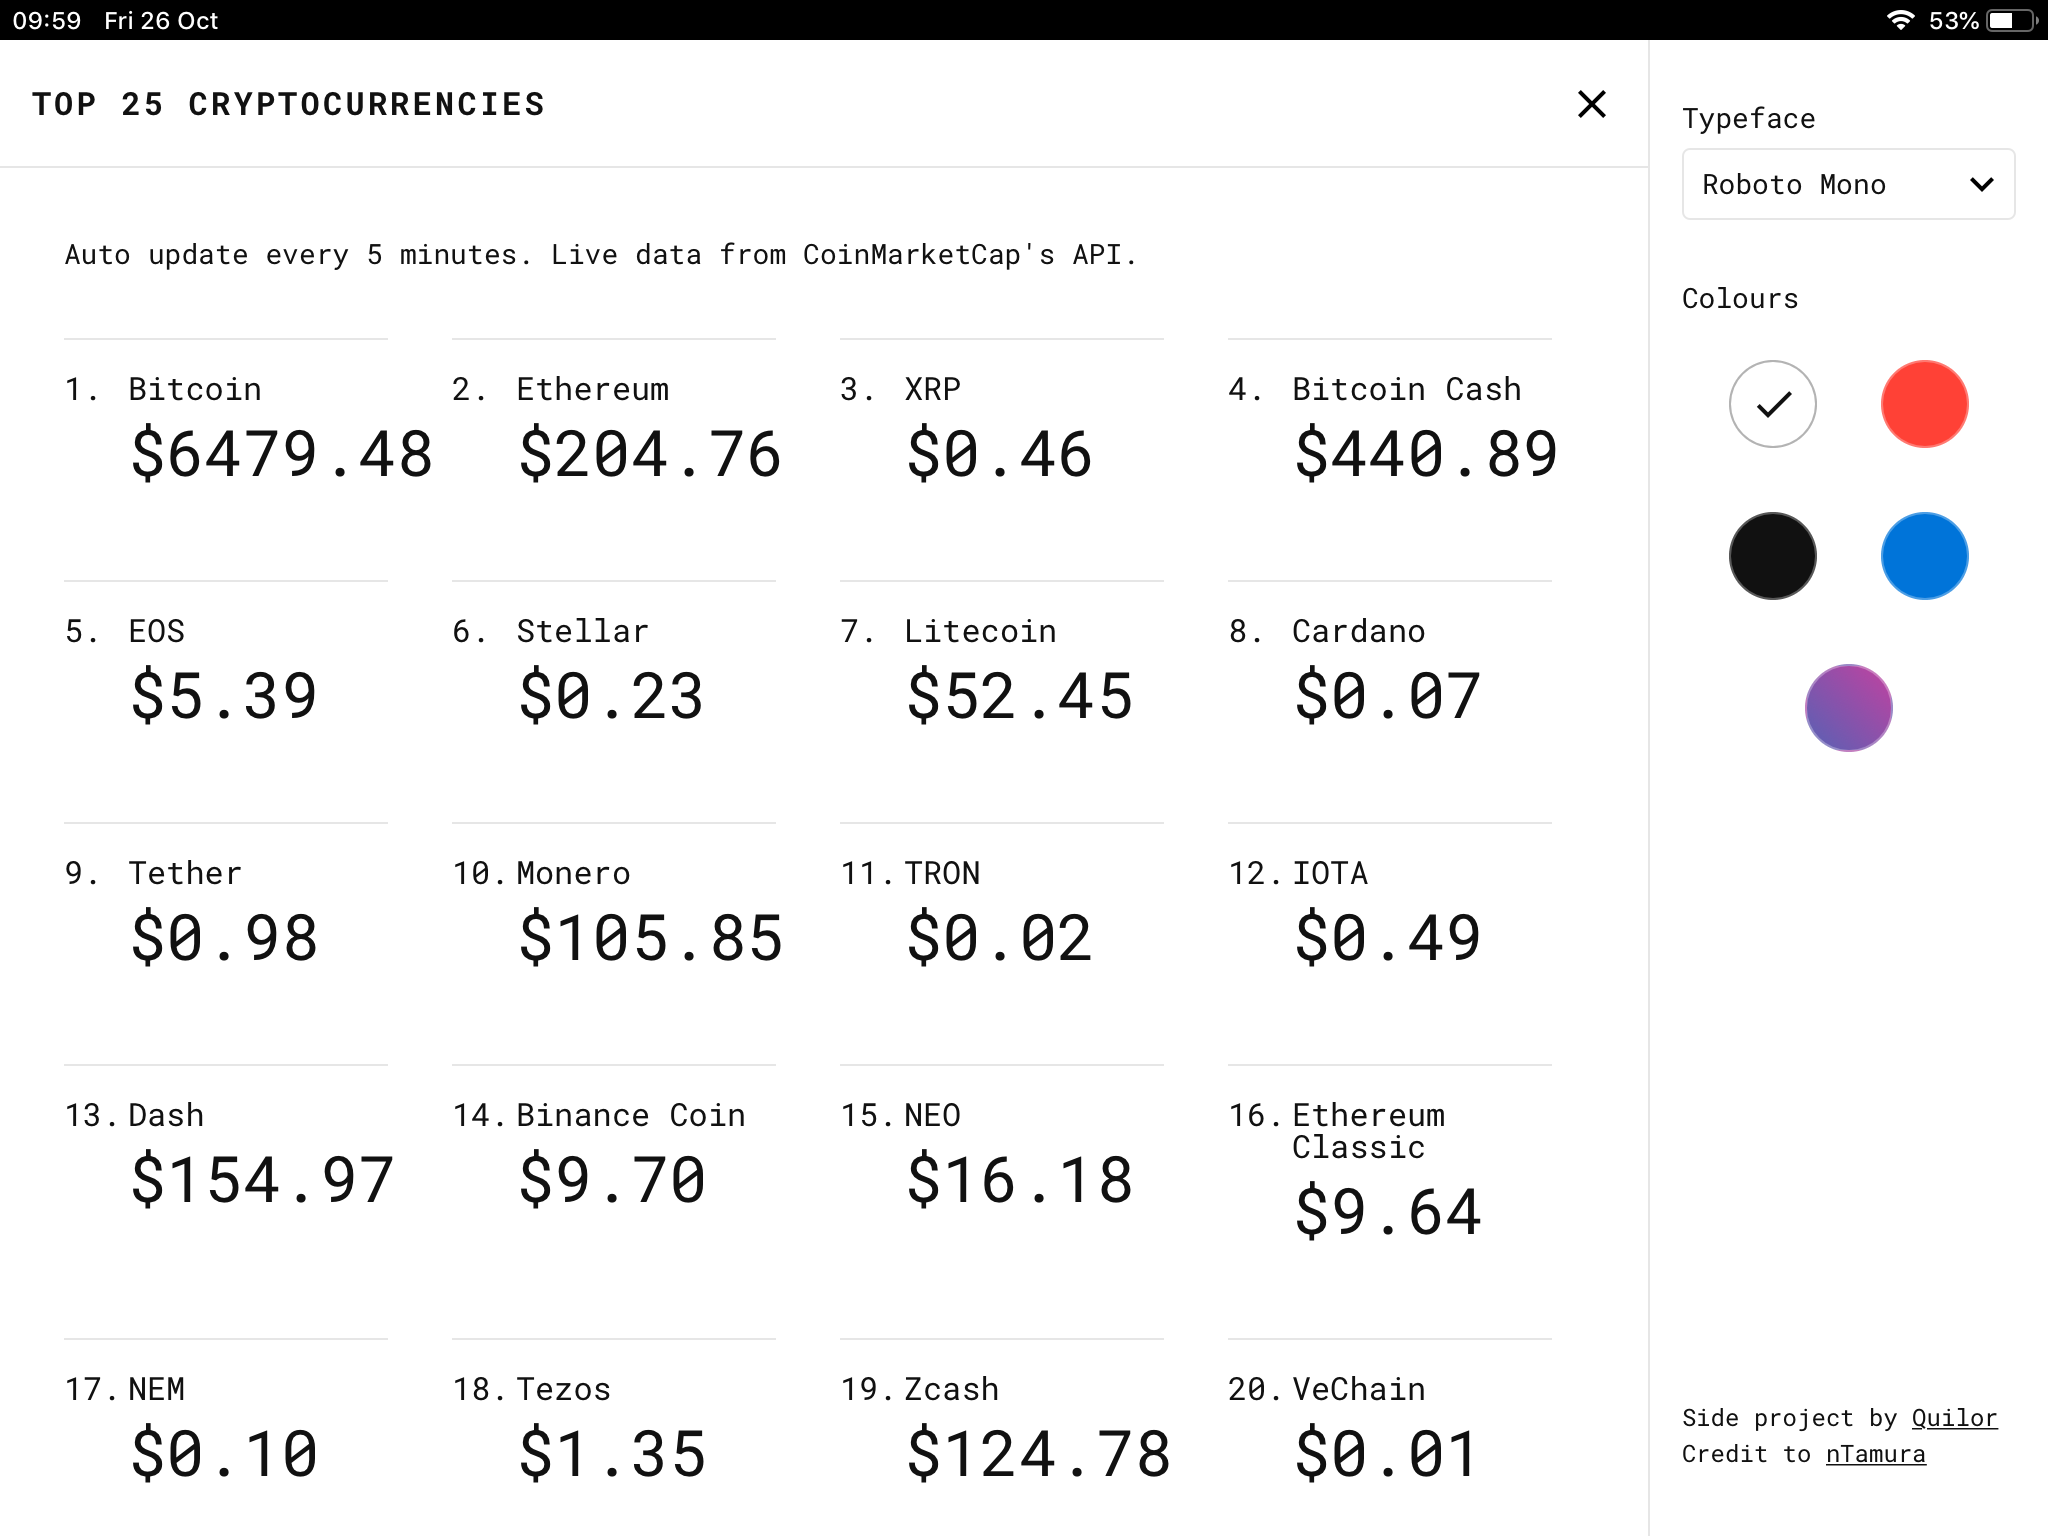 09:59 Fri 26 Oct 53%
TOP 25 CRYPTOCURRENCIES
Auto update every 5 minutes. Live data from CoinMarketCap's API.
1. Bitcoin
$6479.48
2. Ethereum
$204.76
3. XRP
$0.46
4. Bitcoin Cash
$440.89
5. EOS
$5.39
6. Stellar
$0.23
7. Litecoin
$52.45
8. Cardano
$0.07
9. Tether
$0.98
10. Monero
$105.85
11. TRON
$0.02
12. IOTA
$0.49
13. Dash
$154.97
14. Binance Coin
$9.70
15. NEO
$16.18
16. Ethereum
Classic
$9.64
17. NEM
$0.10
18. Tezos
$1.35
19. Zcash
$124.78
20. VeChain
$0.01
Typeface
Roboto Mono
Colours
Side project by Quilor
Credit to nTamura